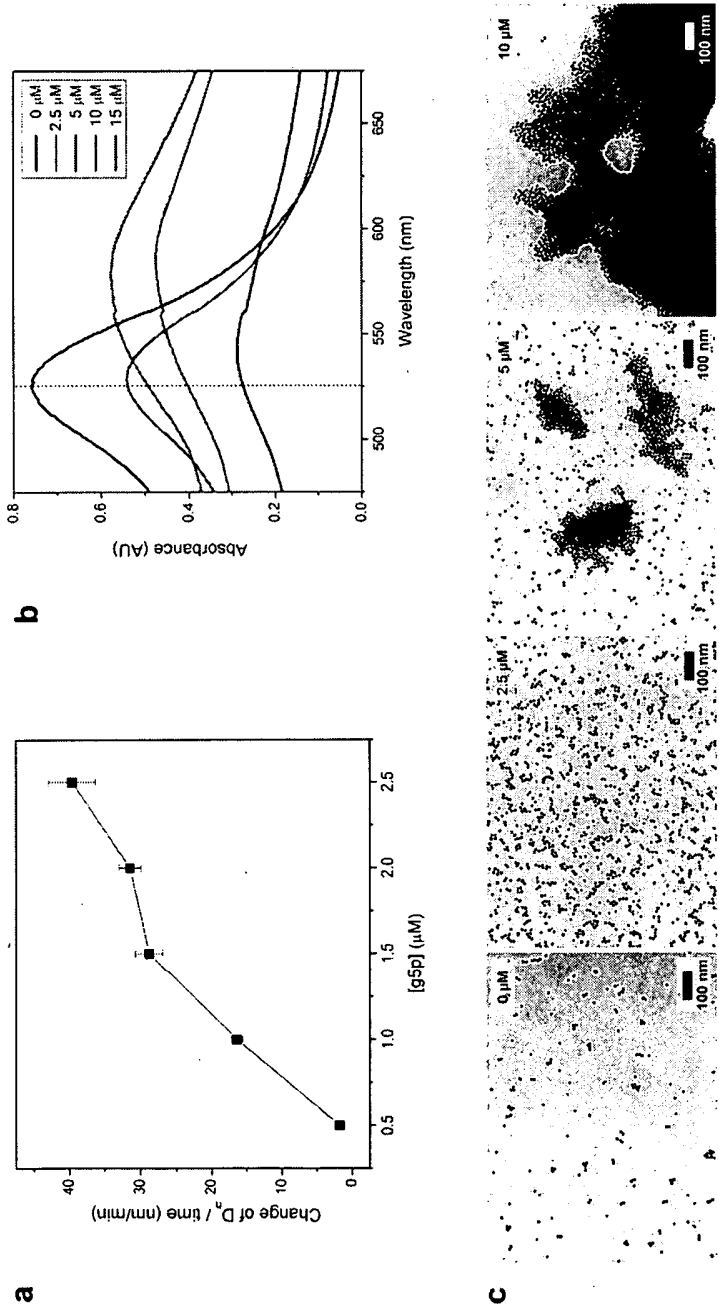 a
Change of Dₕ / time (nm/min)
40
30
20
10
0
0.5
1.0
1.5
2.0
2.5
[g5p] (µM)
b
Absorbance (AU)
0.8
0.6
0.4
0.2
0.0
500
550
600
650
Wavelength (nm)
0 µM
2.5 µM
5 µM
10 µM
15 µM
c
0 µM
100 nm
2.5 µM
100 nm
5 µM
100 nm
10 µM
100 nm